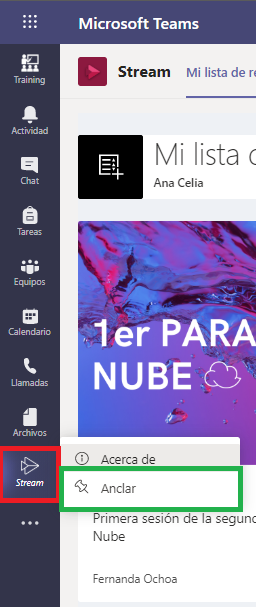 Microsoft Teams
Training
Actividad
Chat
Tareas
Equipos
Calendario
Llamadas
Archivos
Stream
Stream
Mi lista de re
Mi lista d
Ana Celia
1er PARA
NUBE
Acerca de
Anclar
Primera sesión de la segund
Nube
Fernanda Ochoa